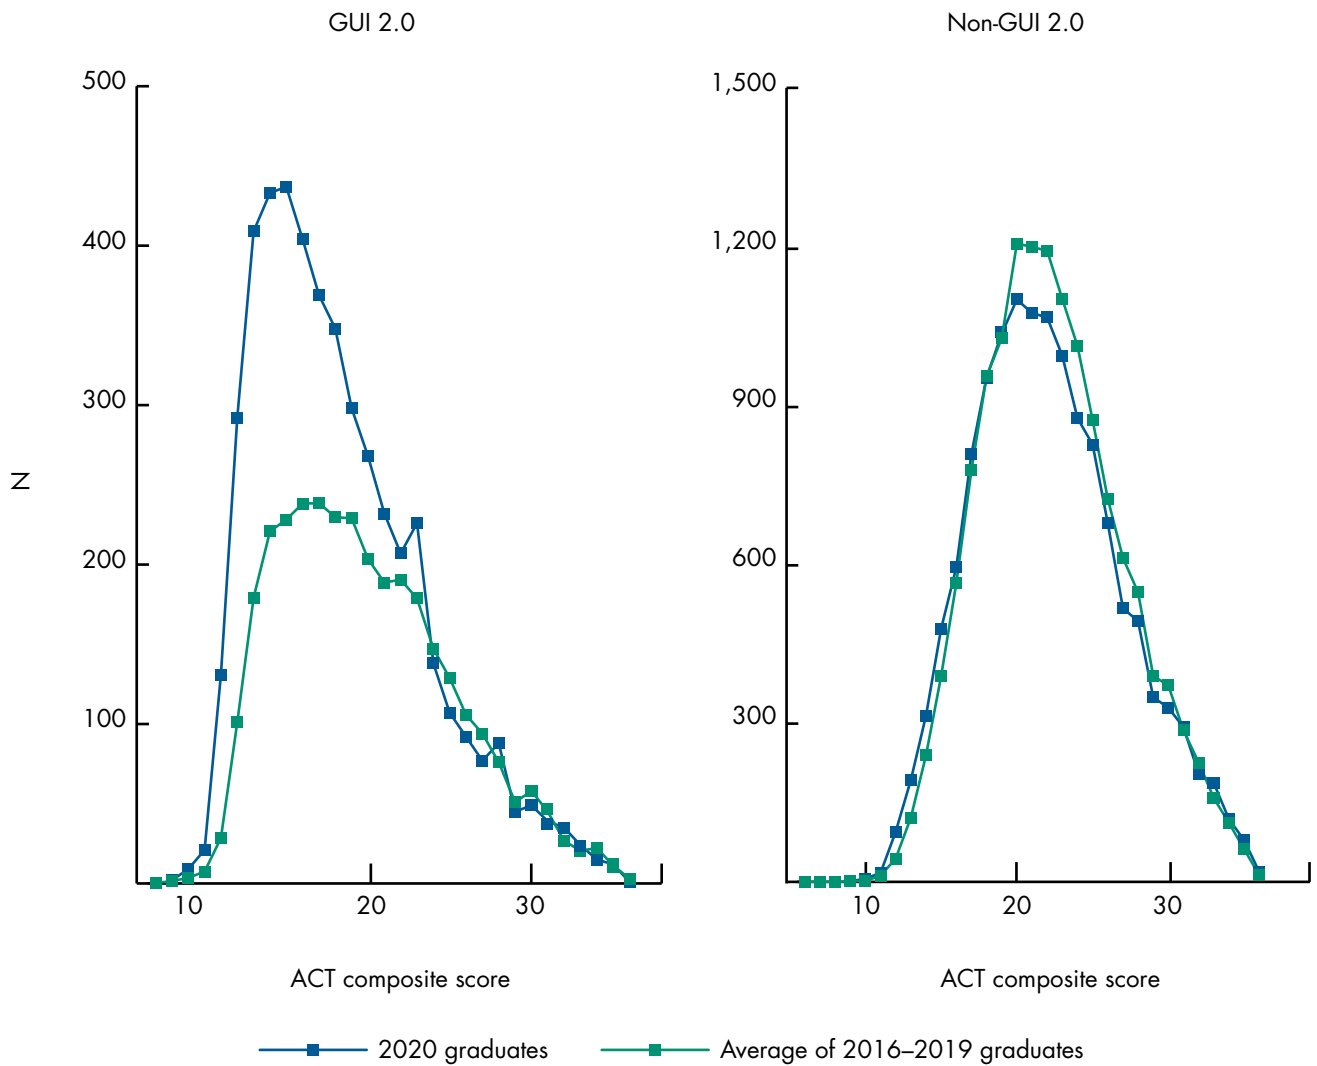 GUI 2.0
Non-GUI 2.0
500
400
300
200
100
1,500
1,200
900
600
300
N
10
20
30
10
20
30
ACT composite score
ACT composite score
2020 graduates
Average of 2016–2019 graduates